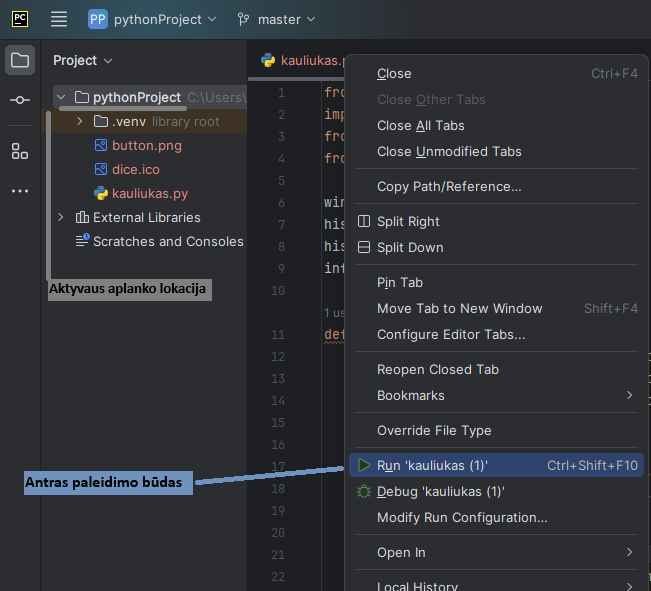 PC
PP pythonProject master
Project
pythonProject C:\Users\
.venv library root
button.png
dice.ico
kauliukas.py
External Libraries
Scratches and Consoles
Aktyvaus aplanko lokacija
Antras paleidimo būdas
kauliukas.p
1 fro
2 imp
3 fro
4 fro
5
6 win
7 his
8 his
9 inf
10
1 us
11 def
12
13
14
15
16
17
18
19
20
21
22
Close Ctrl+F4
Close Other Tabs
Close All Tabs
Close Unmodified Tabs
Copy Path/Reference...
Split Right
Split Down
Pin Tab
Move Tab to New Window Shift+F4
Configure Editor Tabs...
Reopen Closed Tab
Bookmarks
Override File Type
Run 'kauliukas (1)' Ctrl+Shift+F10
Debug 'kauliukas (1)'
Modify Run Configuration...
Open In
Local History